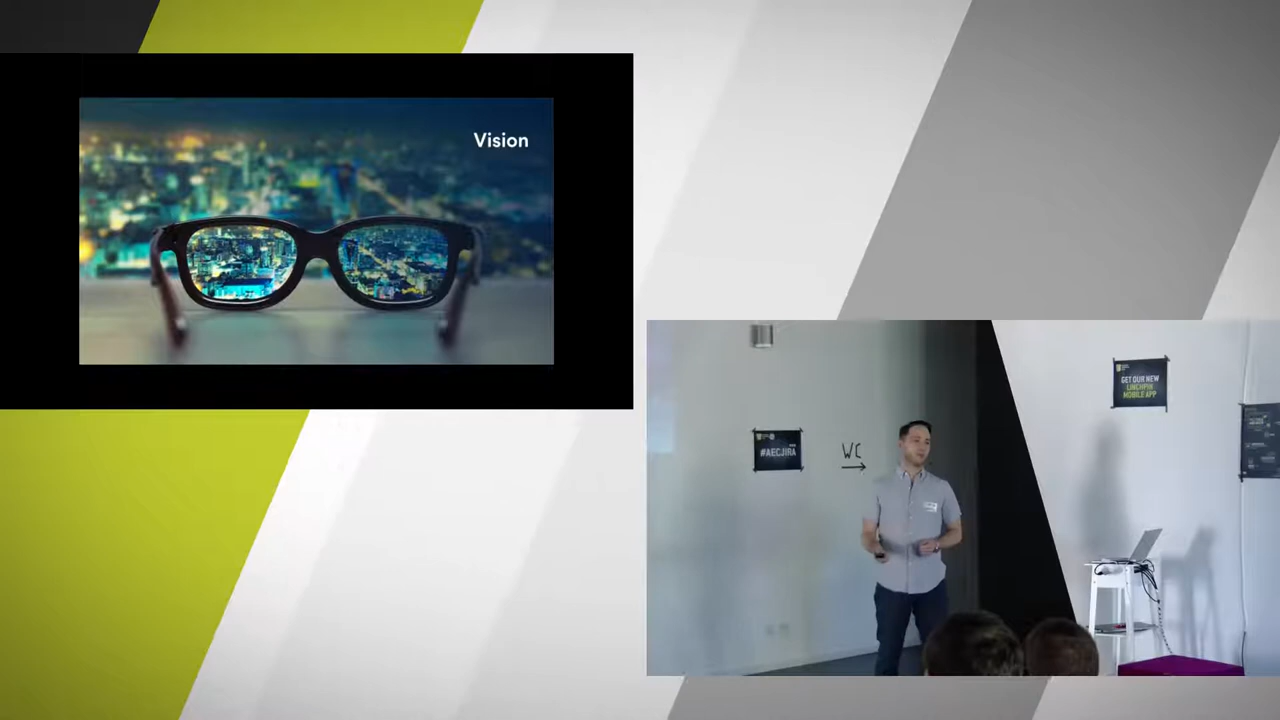 Vision
#AECJIRA
WC
GET OUR NEW
LINCHPIN
MOBILE APP